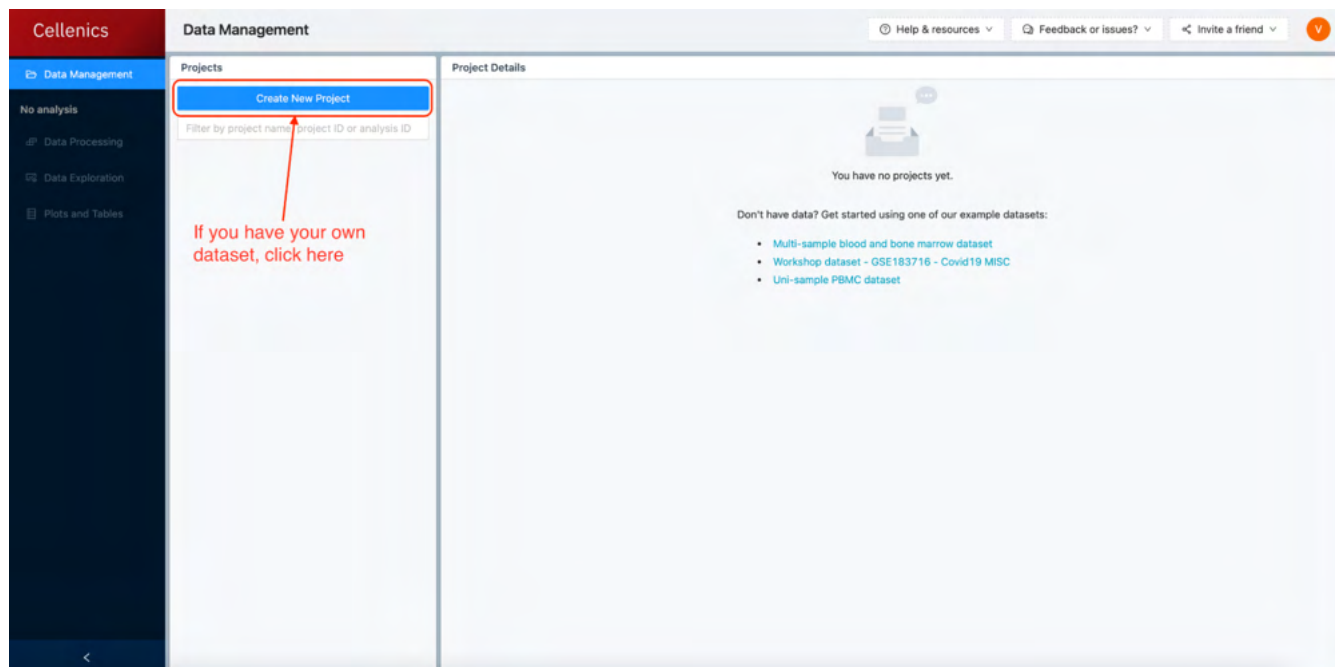 Cellenics
Data Management
Help & resources
Feedback or issues?
Invite a friend
V
Data Management
No analysis
Data Processing
Data Exploration
Plots and Tables
Projects
Create New Project
Filter by project name, project ID or analysis ID
If you have your own
dataset, click here
Project Details
You have no projects yet.
Don't have data? Get started using one of our example datasets:
Multi-sample blood and bone marrow dataset
Workshop dataset - GSE183716 - Covid19 MISC
Uni-sample PBMC dataset